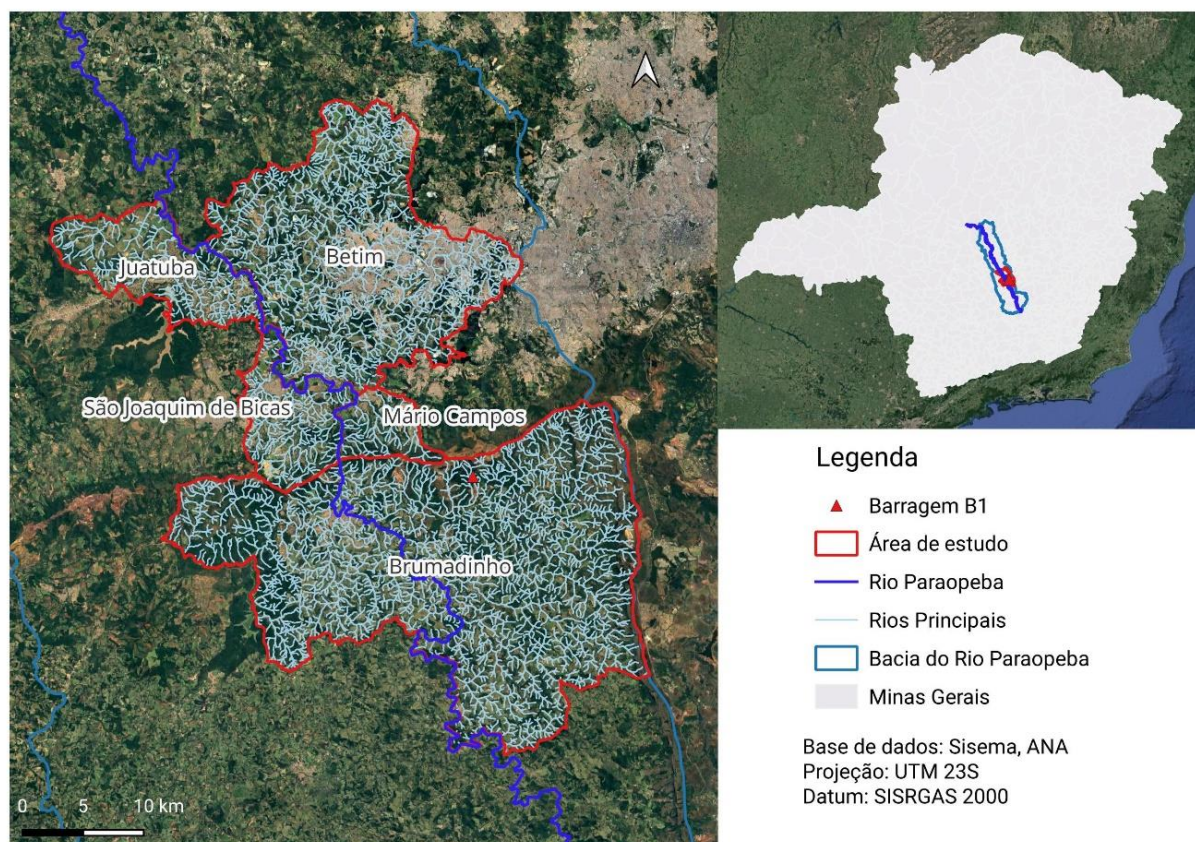 Juatuba
Betim
São Joaquim de Bicas
Mário Campos
Brumadinho
0 5 10 km
Legenda
Barragem B1
Área de estudo
Rio Paraopeba
Rios Principais
Bacia do Rio Paraopeba
Minas Gerais
Base de dados: Sisema, ANA
Projeção: UTM 23S
Datum: SISRGAS 2000